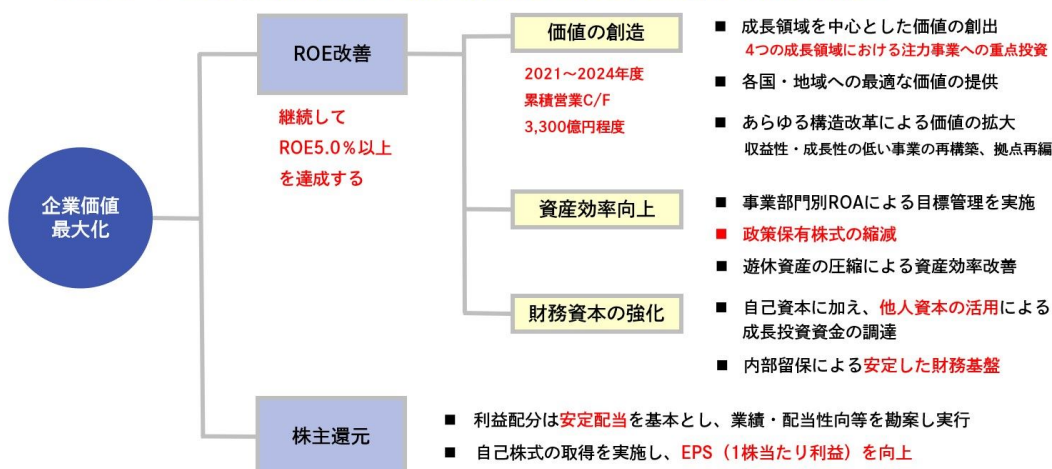 企業価値
最大化
ROE改善
継続して
ROE5.0%以上
を達成する
価値の創造
2021～2024年度
累積営業C/F
3,300億円程度
■ 成長領域を中心とした価値の創出
4つの成長領域における注力事業への重点投資
■ 各国・地域への最適な価値の提供
■ あらゆる構造改革による価値の拡大
収益性・成長性の低い事業の再構築、拠点再編
資産効率向上
■ 事業部門別ROAによる目標管理を実施
■ 政策保有株式の縮減
■ 遊休資産の圧縮による資産効率改善
財務資本の強化
■ 自己資本に加え、他人資本の活用による
成長投資資金の調達
■ 内部留保による安定した財務基盤
株主還元
■ 利益配分は安定配当を基本とし、業績・配当性向等を勘案し実行
■ 自己株式の取得を実施し、EPS（1株当たり利益）を向上